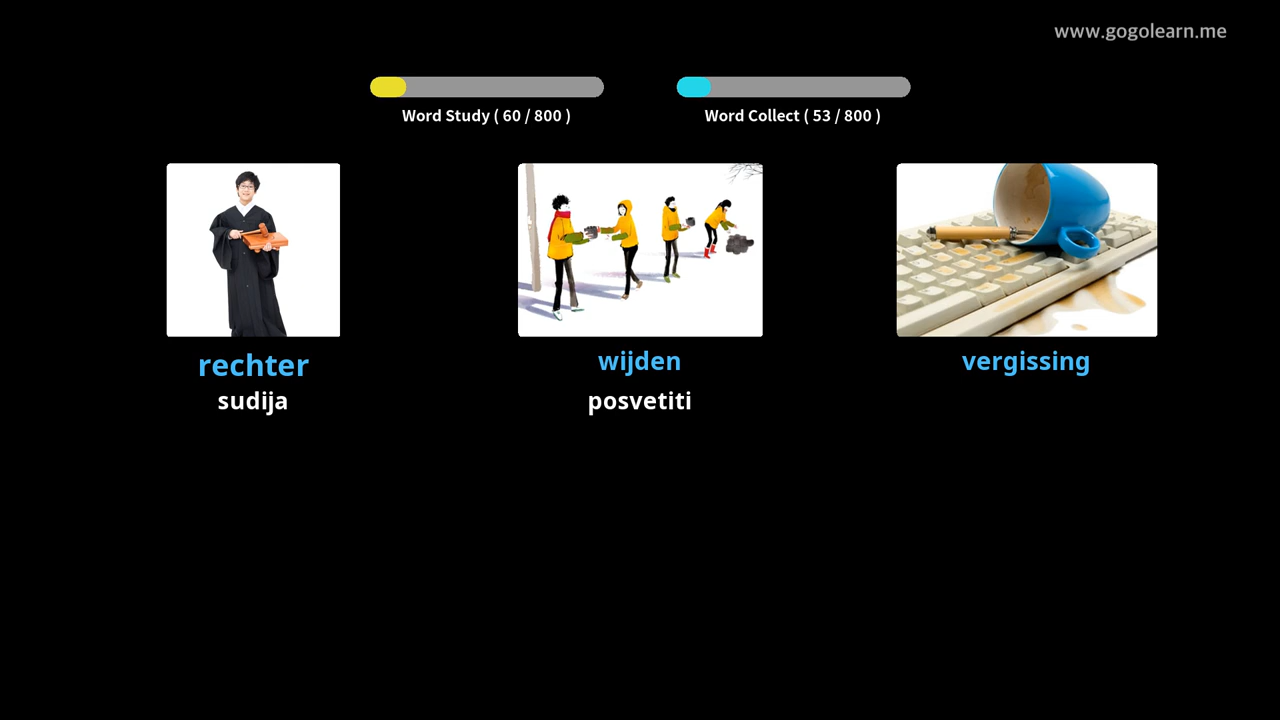 www.gogolearn.me
Word Study ( 60 / 800 )
Word Collect ( 53 / 800 )
rechter
sudija
wijden
posvetiti
vergissing